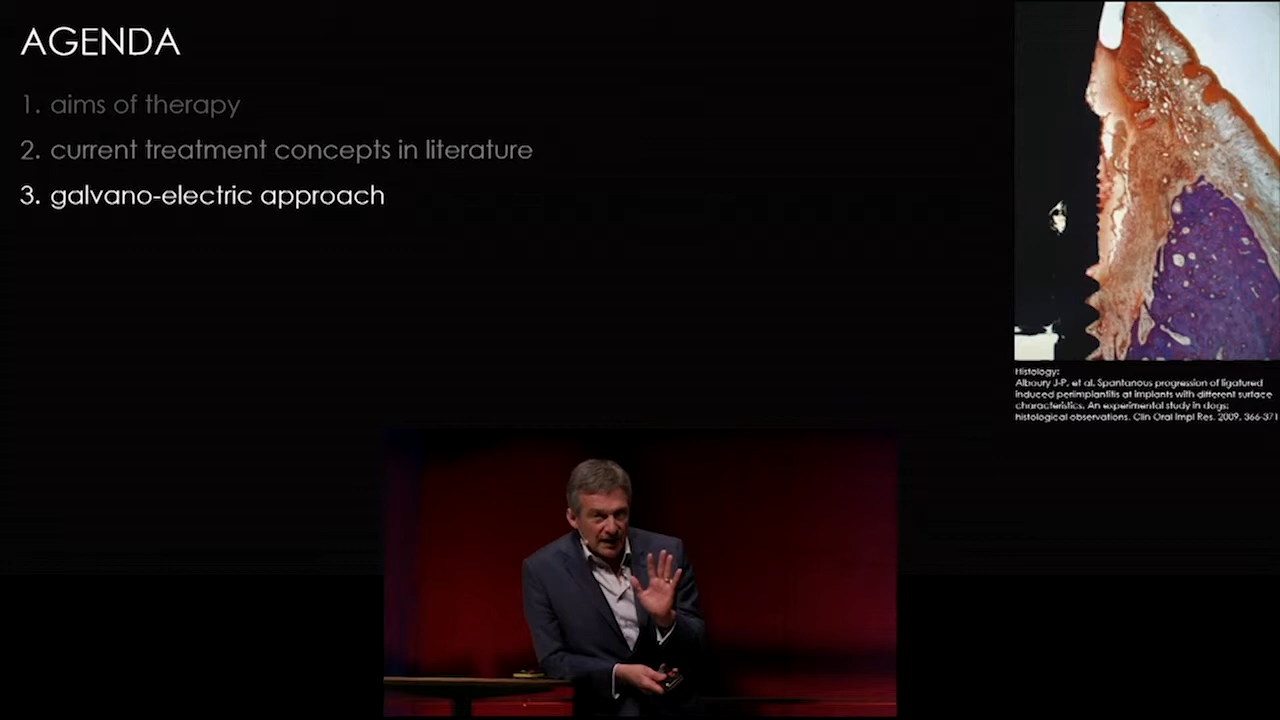 AGENDA
1. aims of therapy
2. current treatment concepts in literature
3. galvano-electric approach
Histology:
Albouy J-P, et al. Spantanous progression of ligatured
induced periimplantitis at implants with different surface
characteristics. An experimental study in dogs:
histological observations. Clin Oral Impl Res. 2009, 366-371